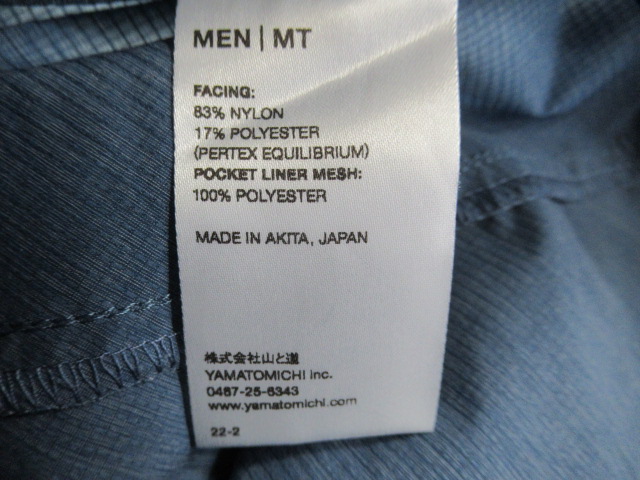 MEN | MT
FACING:
83% NYLON
17% POLYESTER
(PERTEX EQUILIBRIUM)
POCKET LINER MESH:
100% POLYESTER
MADE IN AKITA, JAPAN
株式会社山と道
YAMATOMICHI Inc.
0467-25-6343
www.yamatomichi.com
22-2